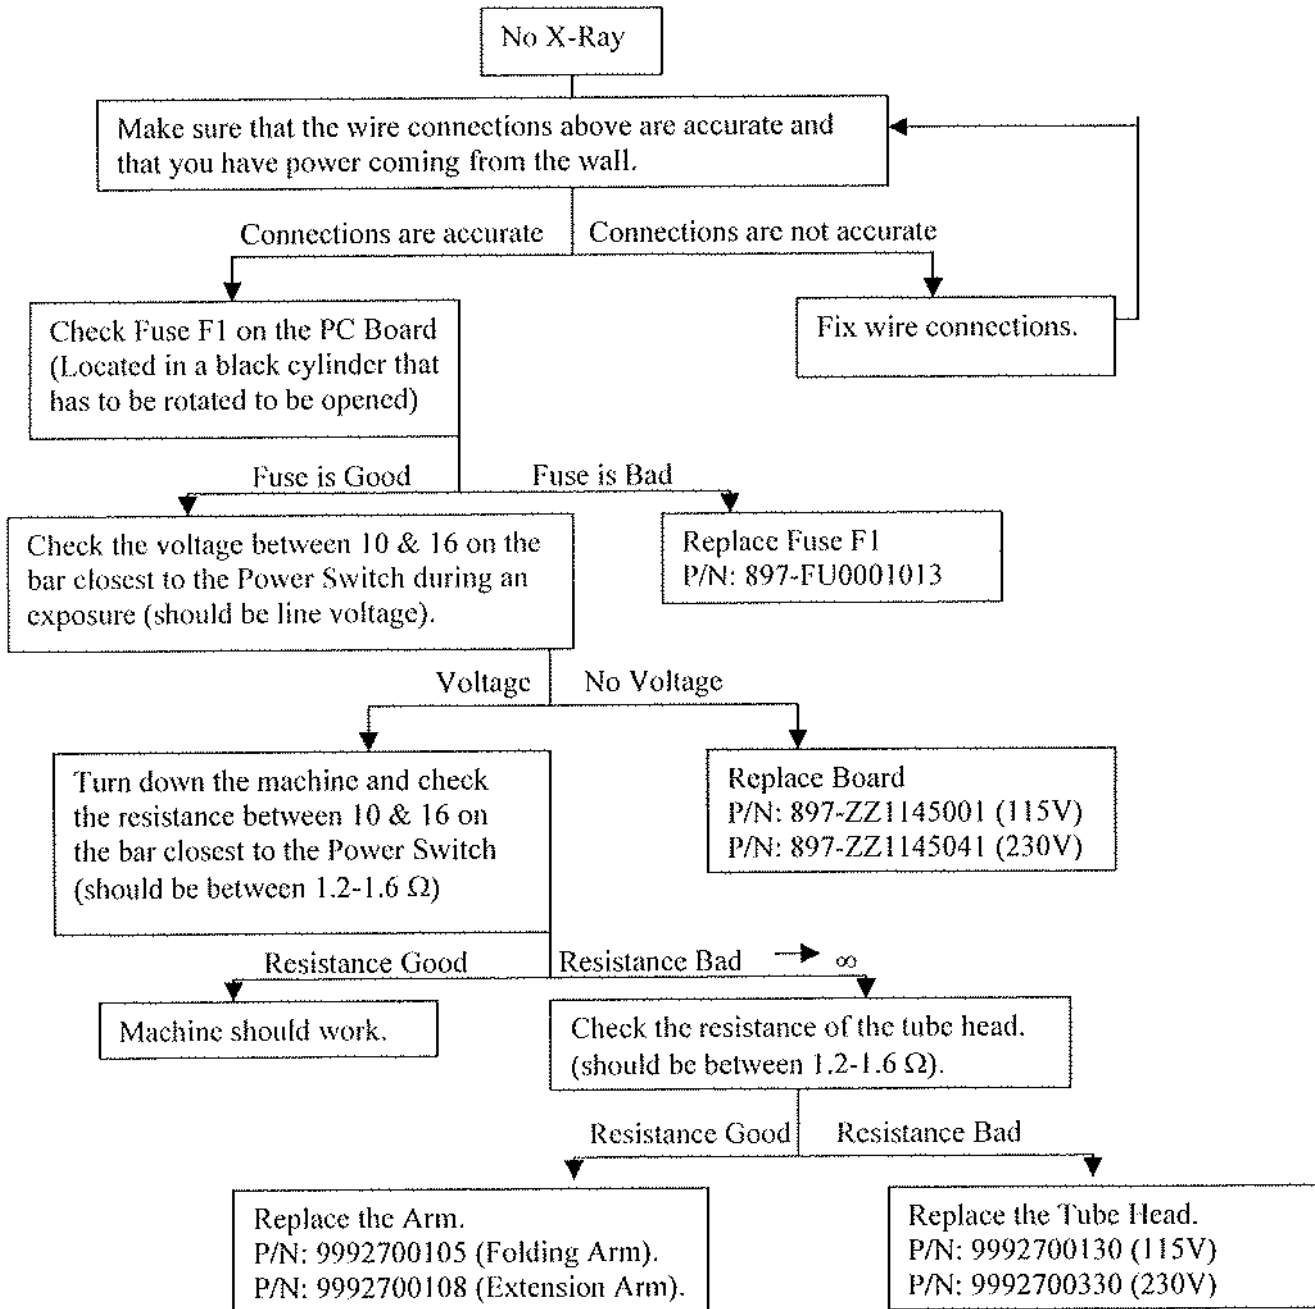 No X-Ray
Make sure that the wire connections above are accurate and
that you have power coming from the wall.
Connections are accurate
Connections are not accurate
Check Fuse F1 on the PC Board
(Located in a black cylinder that
has to be rotated to be opened)
Fix wire connections.
Fuse is Good
Fuse is Bad
Check the voltage between 10 & 16 on the
bar closest to the Power Switch during an
exposure (should be line voltage).
Replace Fuse F1
P/N: 897-FU0001013
Voltage
No Voltage
Turn down the machine and check
the resistance between 10 & 16 on
the bar closest to the Power Switch
(should be between 1.2-1.6 Ω)
Replace Board
P/N: 897-ZZ1145001 (115V)
P/N: 897-ZZ1145041 (230V)
Resistance Good
Resistance Bad → ∞
Machine should work.
Check the resistance of the tube head.
(should be between 1.2-1.6 Ω).
Resistance Good
Resistance Bad
Replace the Arm.
P/N: 9992700105 (Folding Arm).
P/N: 9992700108 (Extension Arm).
Replace the Tube Head.
P/N: 9992700130 (115V)
P/N: 9992700330 (230V)